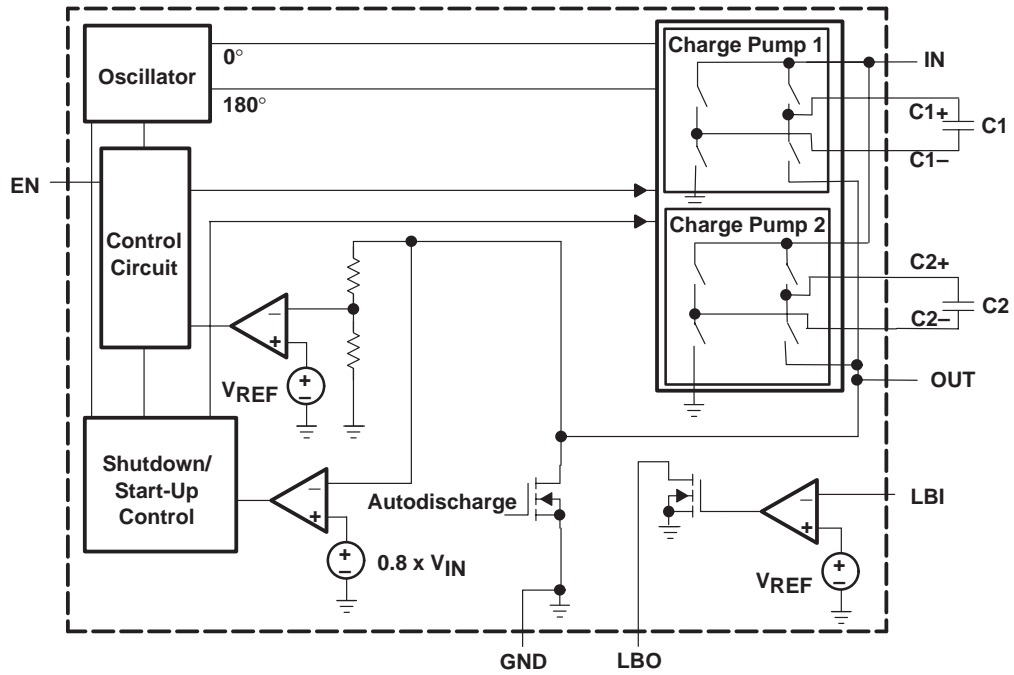 Oscillator
0°
180°
Charge Pump 1
IN
C1+
C1
C1–
EN
Control
Circuit
Charge Pump 2
C2+
C2
C2–
–
+
VREF
+
–
OUT
Shutdown/
Start-Up
Control
–
+
Autodischarge
+
–
0.8 x VIN
LBI
–
+
VREF
+
–
GND
LBO